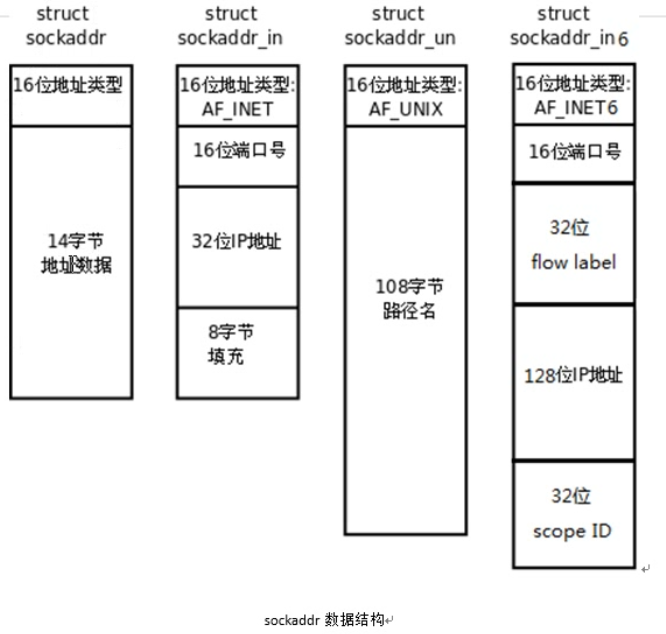 struct
sockaddr
16位地址类型
14字节
地址数据
struct
sockaddr_in
16位地址类型:
AF_INET
16位端口号
32位IP地址
8字节
填充
struct
sockaddr_un
16位地址类型:
AF_UNIX
108字节
路径名
struct
sockaddr_in6
16位地址类型:
AF_INET6
16位端口号
32位
flow label
128位IP地址
32位
scope ID
sockaddr 数据结构